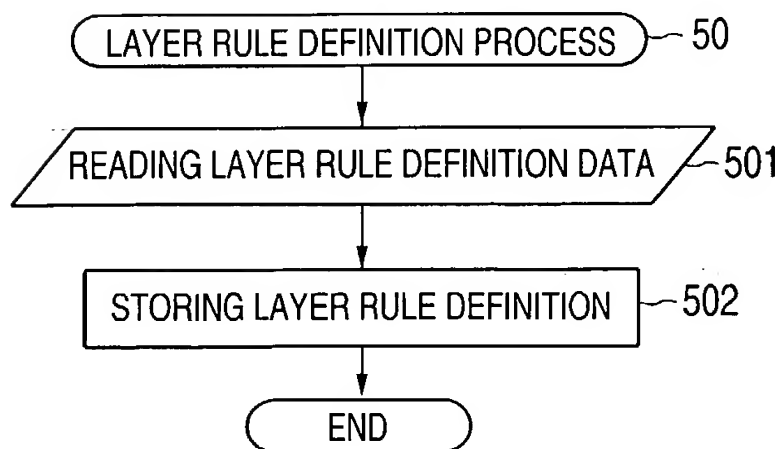 LAYER RULE DEFINITION PROCESS 50
READING LAYER RULE DEFINITION DATA 501
STORING LAYER RULE DEFINITION 502
END